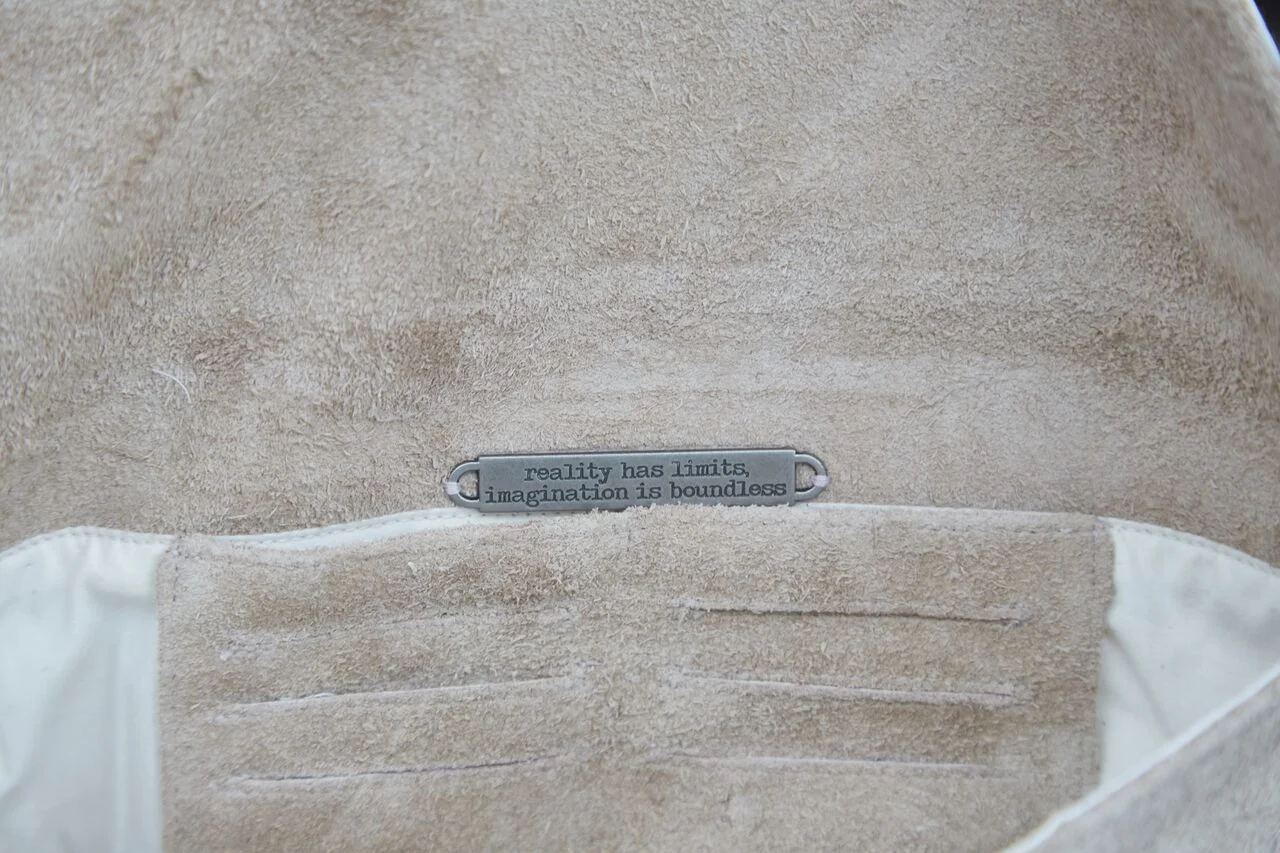 reality has limits,
imagination is boundless